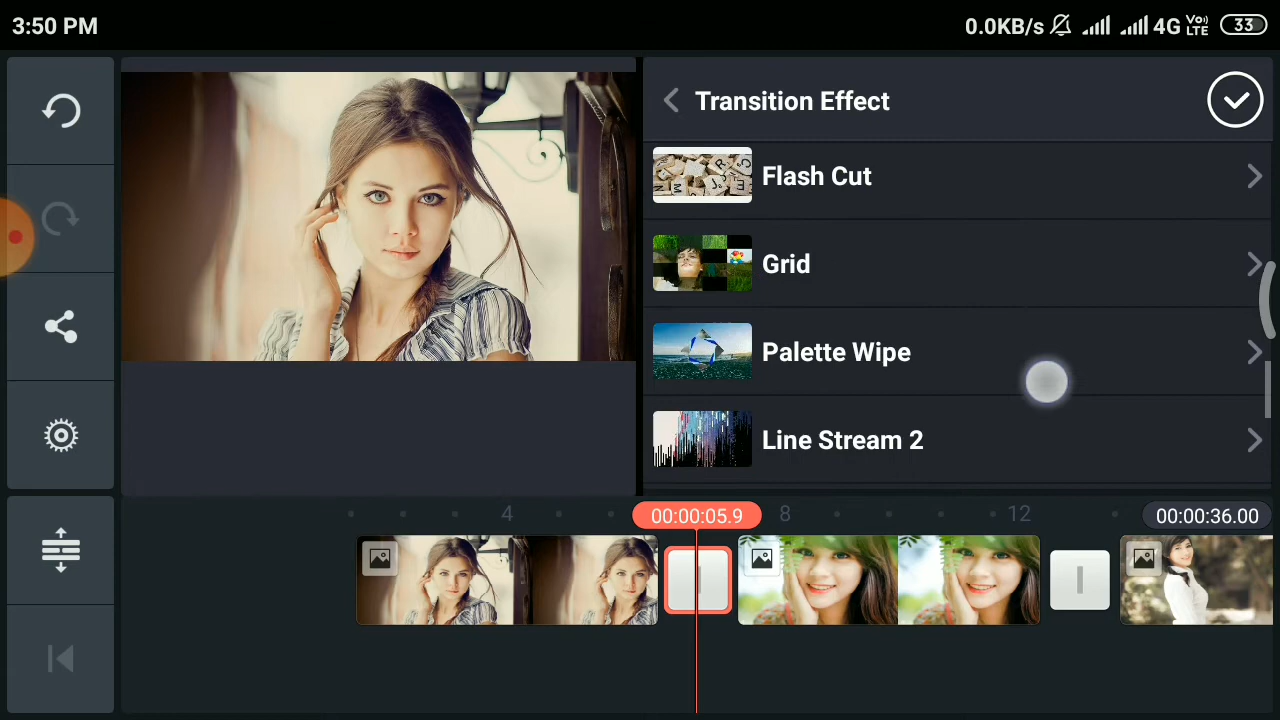 3:50 PM
0.0KB/s 4G Vo)) LTE 33
Transition Effect
Flash Cut
Grid
Palette Wipe
Line Stream 2
4 00:00:05.9 8 12 00:00:36.00